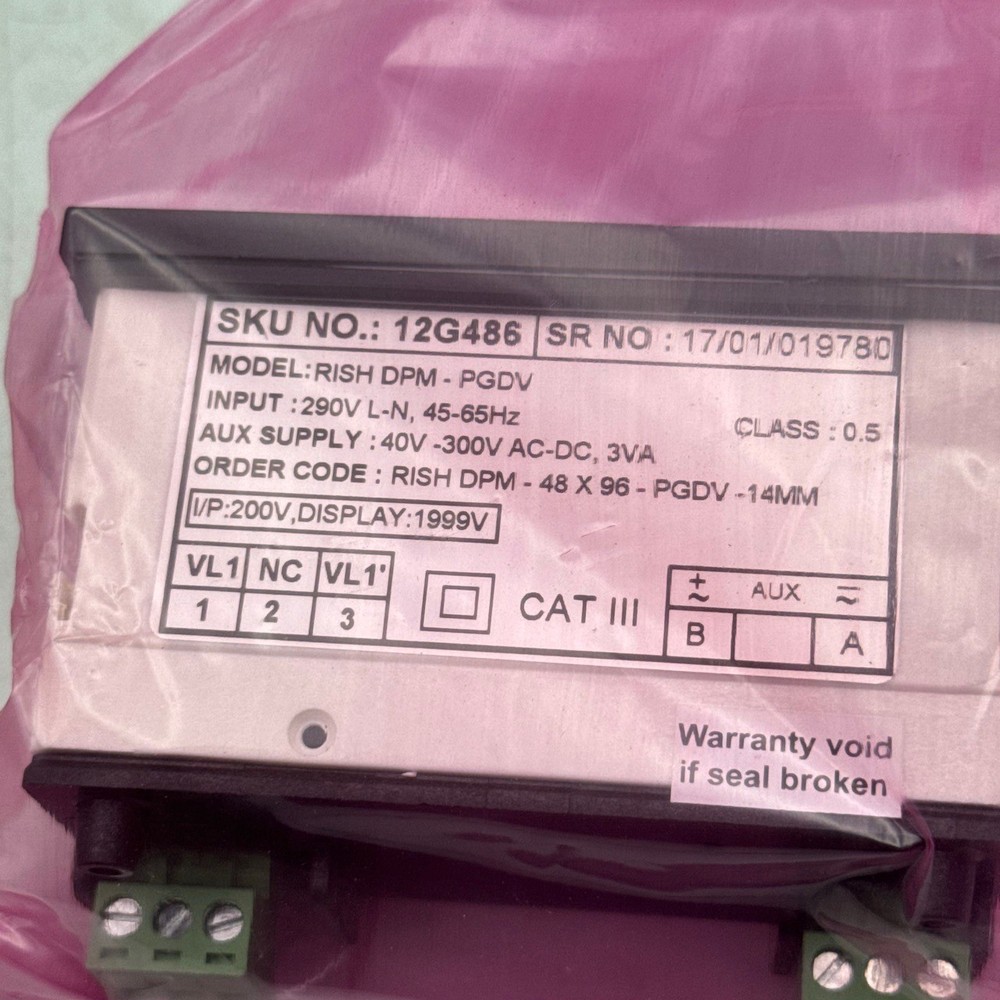 SKU NO.: 12G486 SR NO : 17/01/019780
MODEL:RISH DPM - PGDV
INPUT :290V L-N, 45-65Hz
CLASS : 0.5
AUX SUPPLY :40V -300V AC-DC, 3VA
ORDER CODE : RISH DPM - 48 X 96 - PGDV -14MM
I/P:200V,DISPLAY:1999V
VL1 NC VL1'
1 2 3
CAT III
AUX
B A
Warranty void
if seal broken